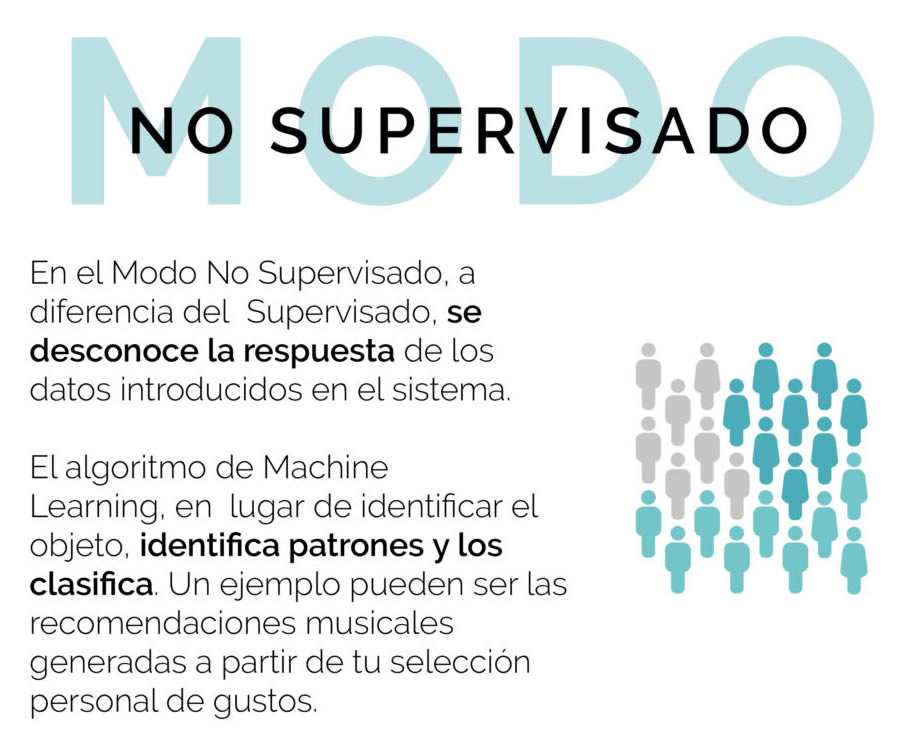 MODO
NO SUPERVISADO
En el Modo No Supervisado, a
diferencia del  Supervisado, se
desconoce la respuesta de los
datos introducidos en el sistema.
El algoritmo de Machine
Learning, en  lugar de identificar el
objeto, identifica patrones y los
clasifica. Un ejemplo pueden ser las
recomendaciones musicales
generadas a partir de tu selección
personal de gustos.